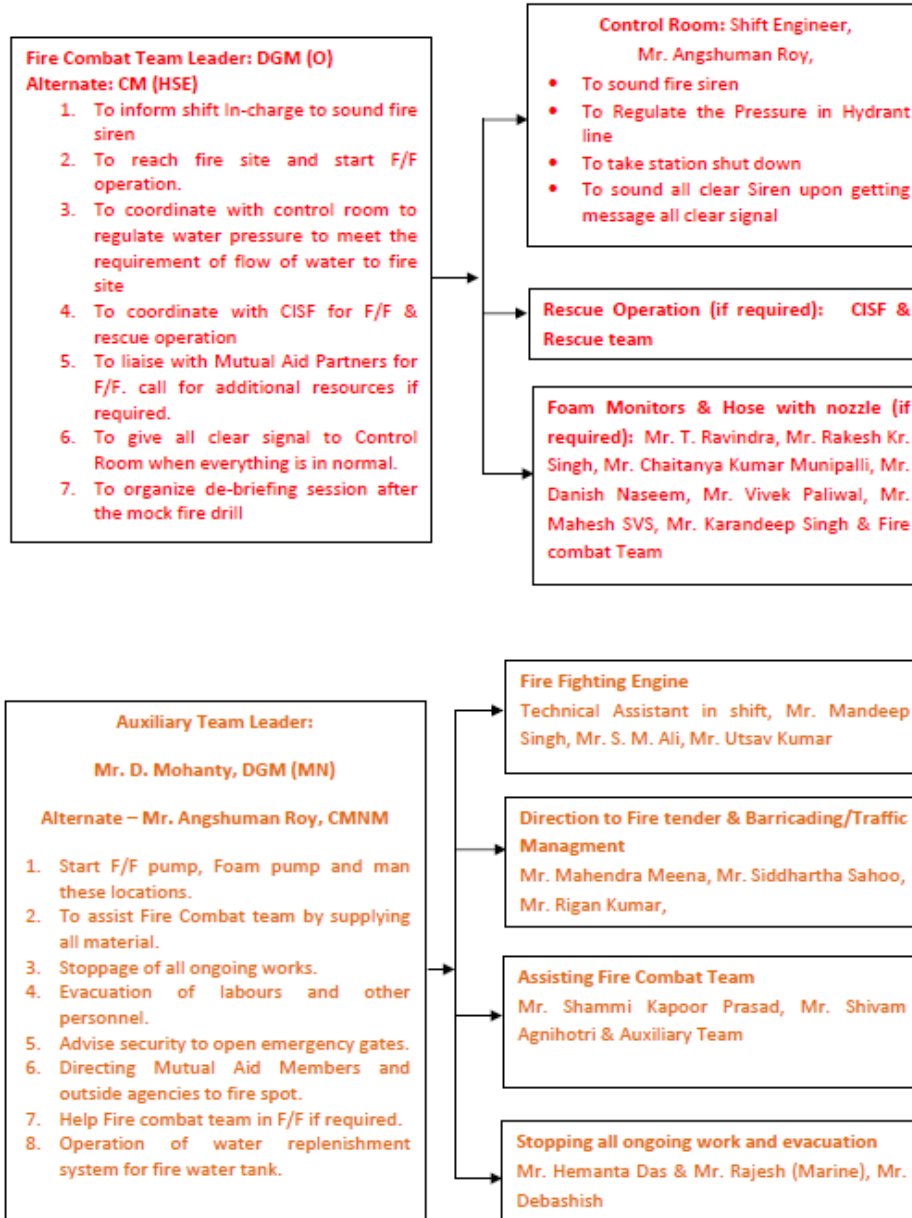 Fire Combat Team Leader: DGM (O)
Alternate: CM (HSE)
1. To inform shift In-charge to sound fire
siren
2. To reach fire site and start F/F
operation.
3. To coordinate with control room to
regulate water pressure to meet the
requirement of flow of water to fire
site
4. To coordinate with CISF for F/F &
rescue operation
5. To liaise with Mutual Aid Partners for
F/F. call for additional resources if
required.
6. To give all clear signal to Control
Room when everything is in normal.
7. To organize de-briefing session after
the mock fire drill
Control Room: Shift Engineer,
Mr. Angshuman Roy,
• To sound fire siren
• To Regulate the Pressure in Hydrant
line
• To take station shut down
• To sound all clear Siren upon getting
message all clear signal
Rescue Operation (if required): CISF &
Rescue team
Foam Monitors & Hose with nozzle (if
required): Mr. T. Ravindra, Mr. Rakesh Kr.
Singh, Mr. Chaitanya Kumar Munipalli, Mr.
Danish Naseem, Mr. Vivek Paliwal, Mr.
Mahesh SVS, Mr. Karandeep Singh & Fire
combat Team
Auxiliary Team Leader:
Mr. D. Mohanty, DGM (MN)
Alternate – Mr. Angshuman Roy, CMNM
1. Start F/F pump, Foam pump and man
these locations.
2. To assist Fire Combat team by supplying
all material.
3. Stoppage of all ongoing works.
4. Evacuation of labours and other
personnel.
5. Advise security to open emergency gates.
6. Directing Mutual Aid Members and
outside agencies to fire spot.
7. Help Fire combat team in F/F if required.
8. Operation of water replenishment
system for fire water tank.
Fire Fighting Engine
Technical Assistant in shift, Mr. Mandeep
Singh, Mr. S. M. Ali, Mr. Utsav Kumar
Direction to Fire tender & Barricading/Traffic
Managment
Mr. Mahendra Meena, Mr. Siddhartha Sahoo,
Mr. Rigan Kumar,
Assisting Fire Combat Team
Mr. Shammi Kapoor Prasad, Mr. Shivam
Agnihotri & Auxiliary Team
Stopping all ongoing work and evacuation
Mr. Hemanta Das & Mr. Rajesh (Marine), Mr.
Debashish